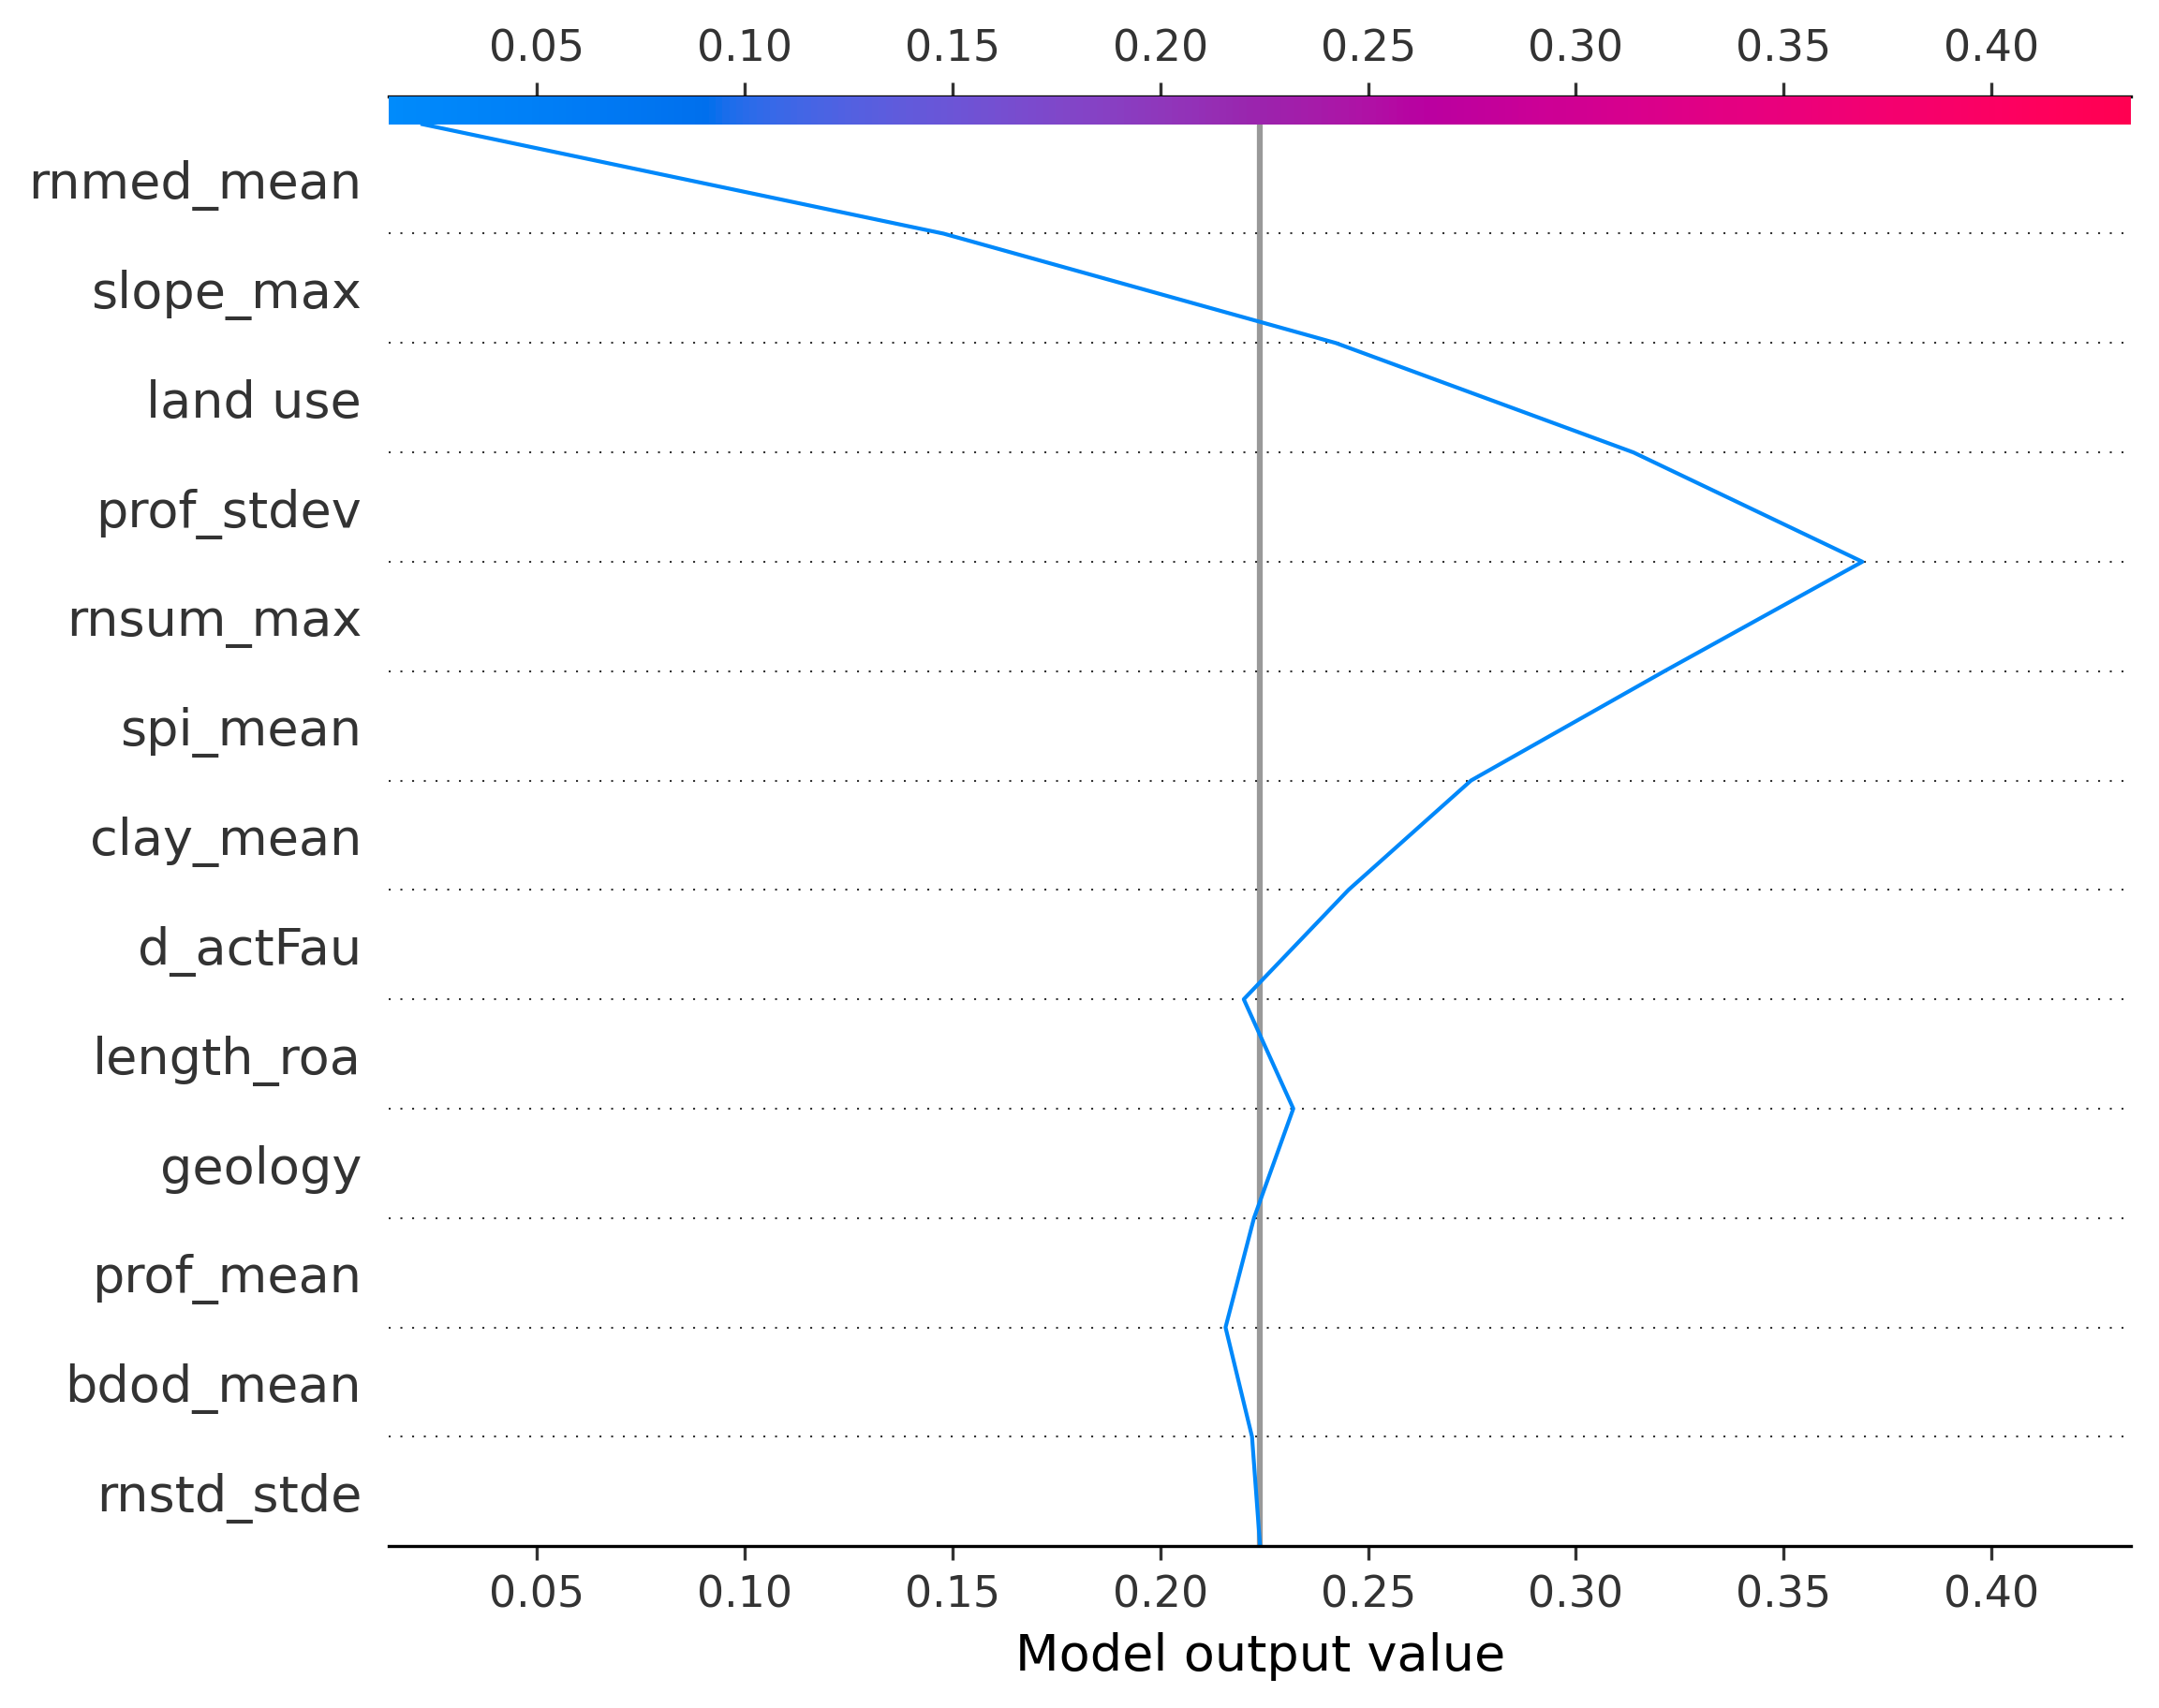 0.05 0.10 0.15 0.20 0.25 0.30 0.35 0.40
rnmed_mean
slope_max
land use
prof_stdev
rnsum_max
spi_mean
clay_mean
d_actFau
length_roa
geology
prof_mean
bdod_mean
rnstd_stde
0.05 0.10 0.15 0.20 0.25 0.30 0.35 0.40
Model output value